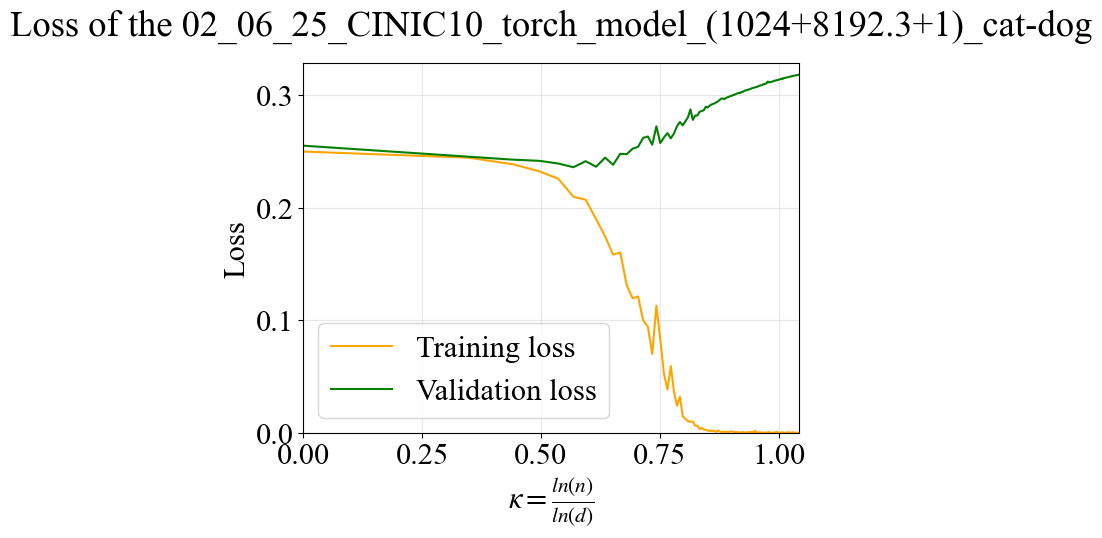 Loss of the 02_06_25_CINIC10_torch_model_(1024+8192.3+1)_cat-dog
0.3
0.2
Loss
0.1
Training loss
Validation loss
0.0
0.00 0.25 0.50 0.75 1.00
κ = ln(n)/ln(d)